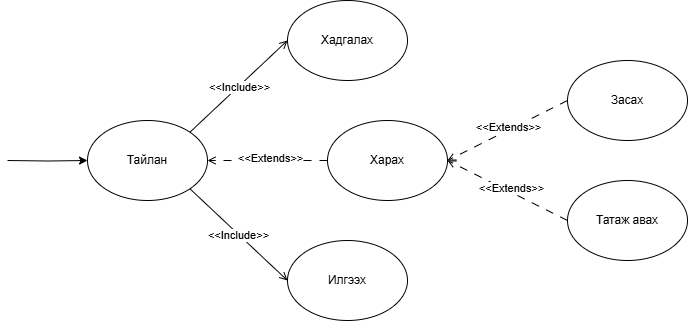 Хадгалах
<<Include>>
Засах
<<Extends>>
Тайлан
<<Extends>>
Харах
<<Extends>>
Татаж авах
<<Include>>
Илгээх